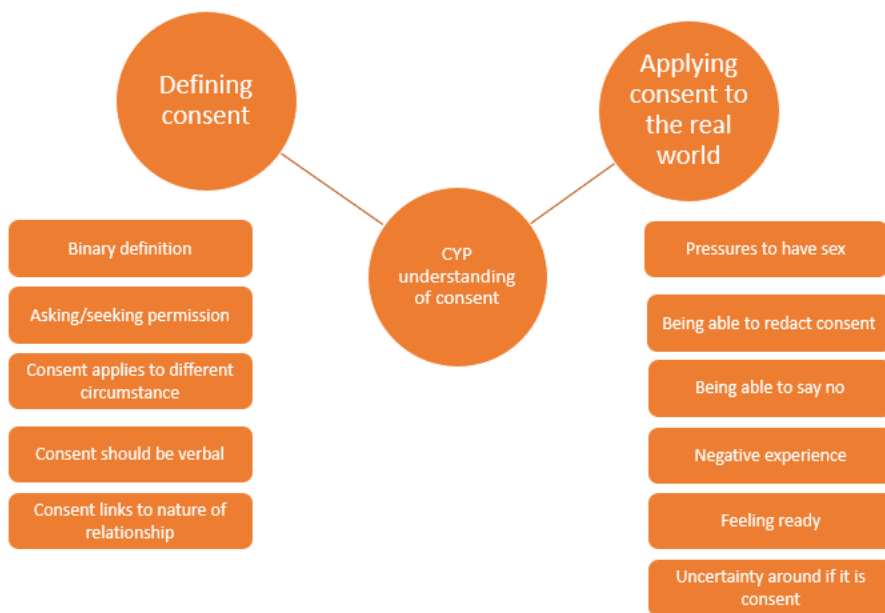 Defining
consent
Applying
consent to
the real
world
CYP
understanding
of consent
Binary definition
Asking/seeking permission
Consent applies to different
circumstance
Consent should be verbal
Consent links to nature of
relationship
Pressures to have sex
Being able to redact consent
Being able to say no
Negative experience
Feeling ready
Uncertainty around if it is
consent